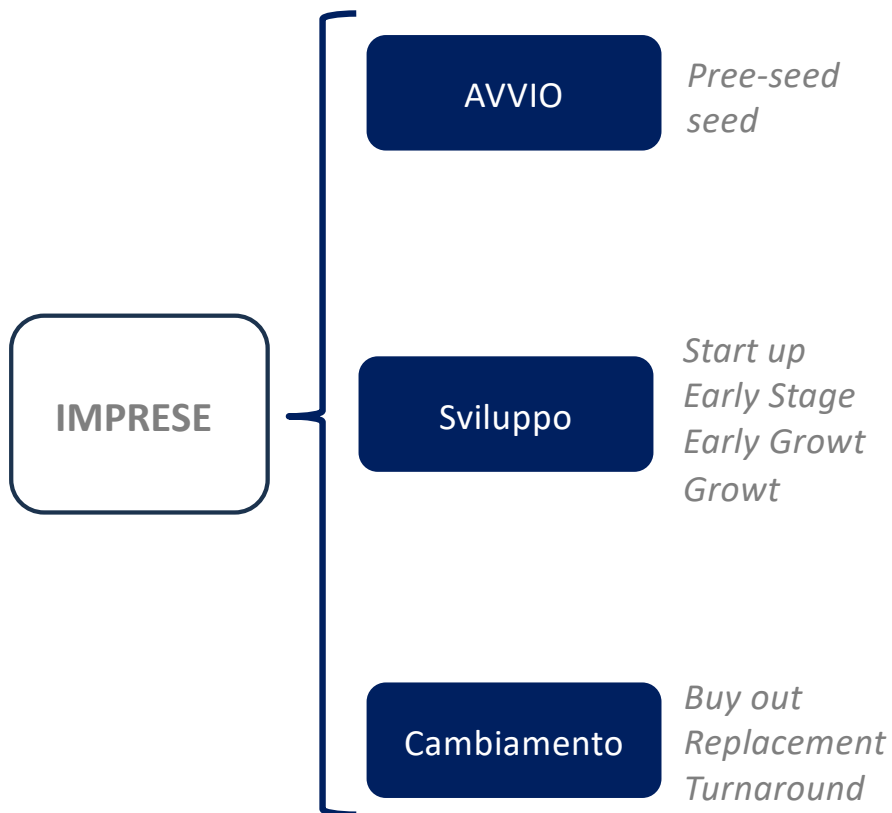 AVVIO
Pree-seed
seed
IMPRESE
Sviluppo
Start up
Early Stage
Early Growt
Growt
Cambiamento
Buy out
Replacement
Turnaround